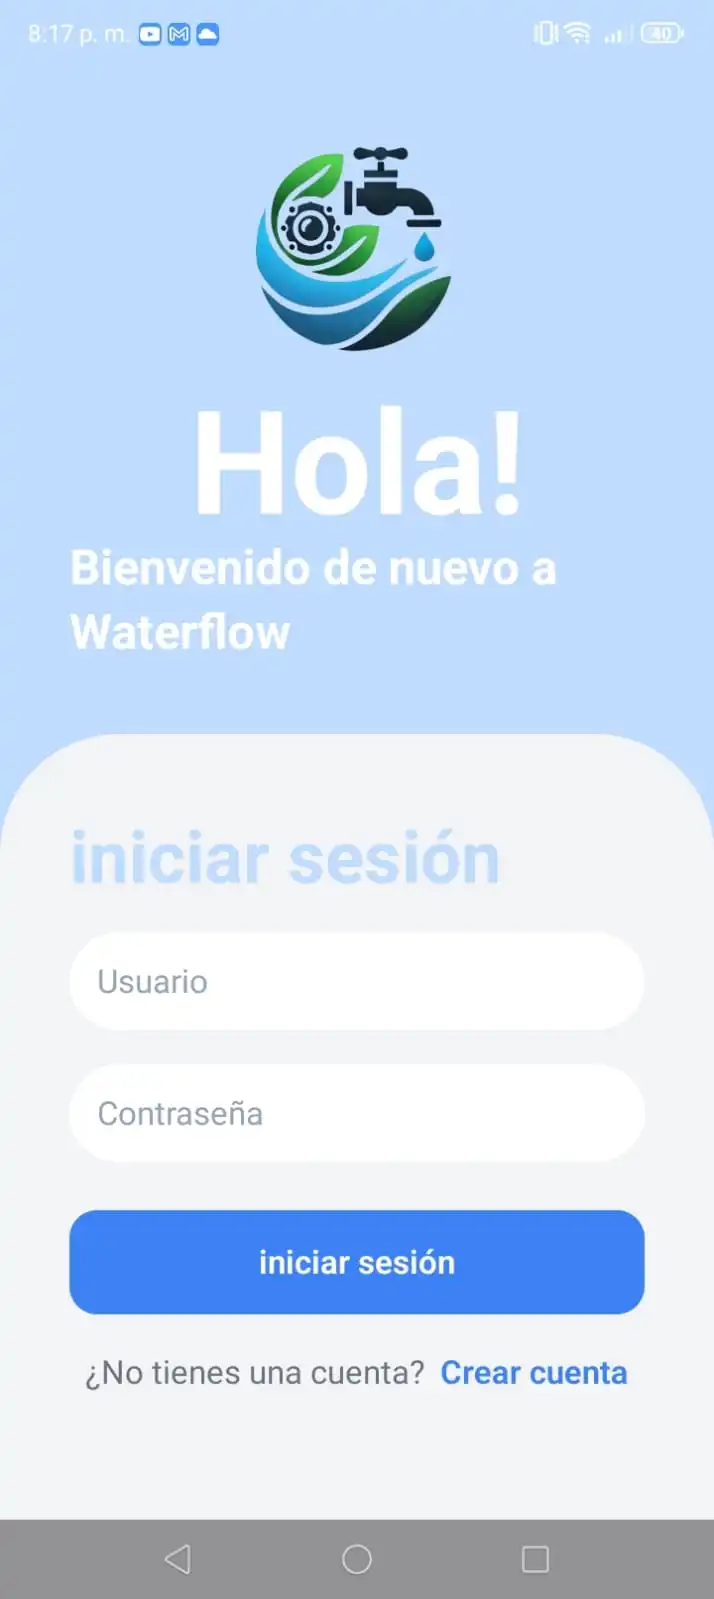 8:17 p. m.
40
Hola!
Bienvenido de nuevo a
Waterflow
iniciar sesión
Usuario
Contraseña
iniciar sesión
¿No tienes una cuenta? Crear cuenta